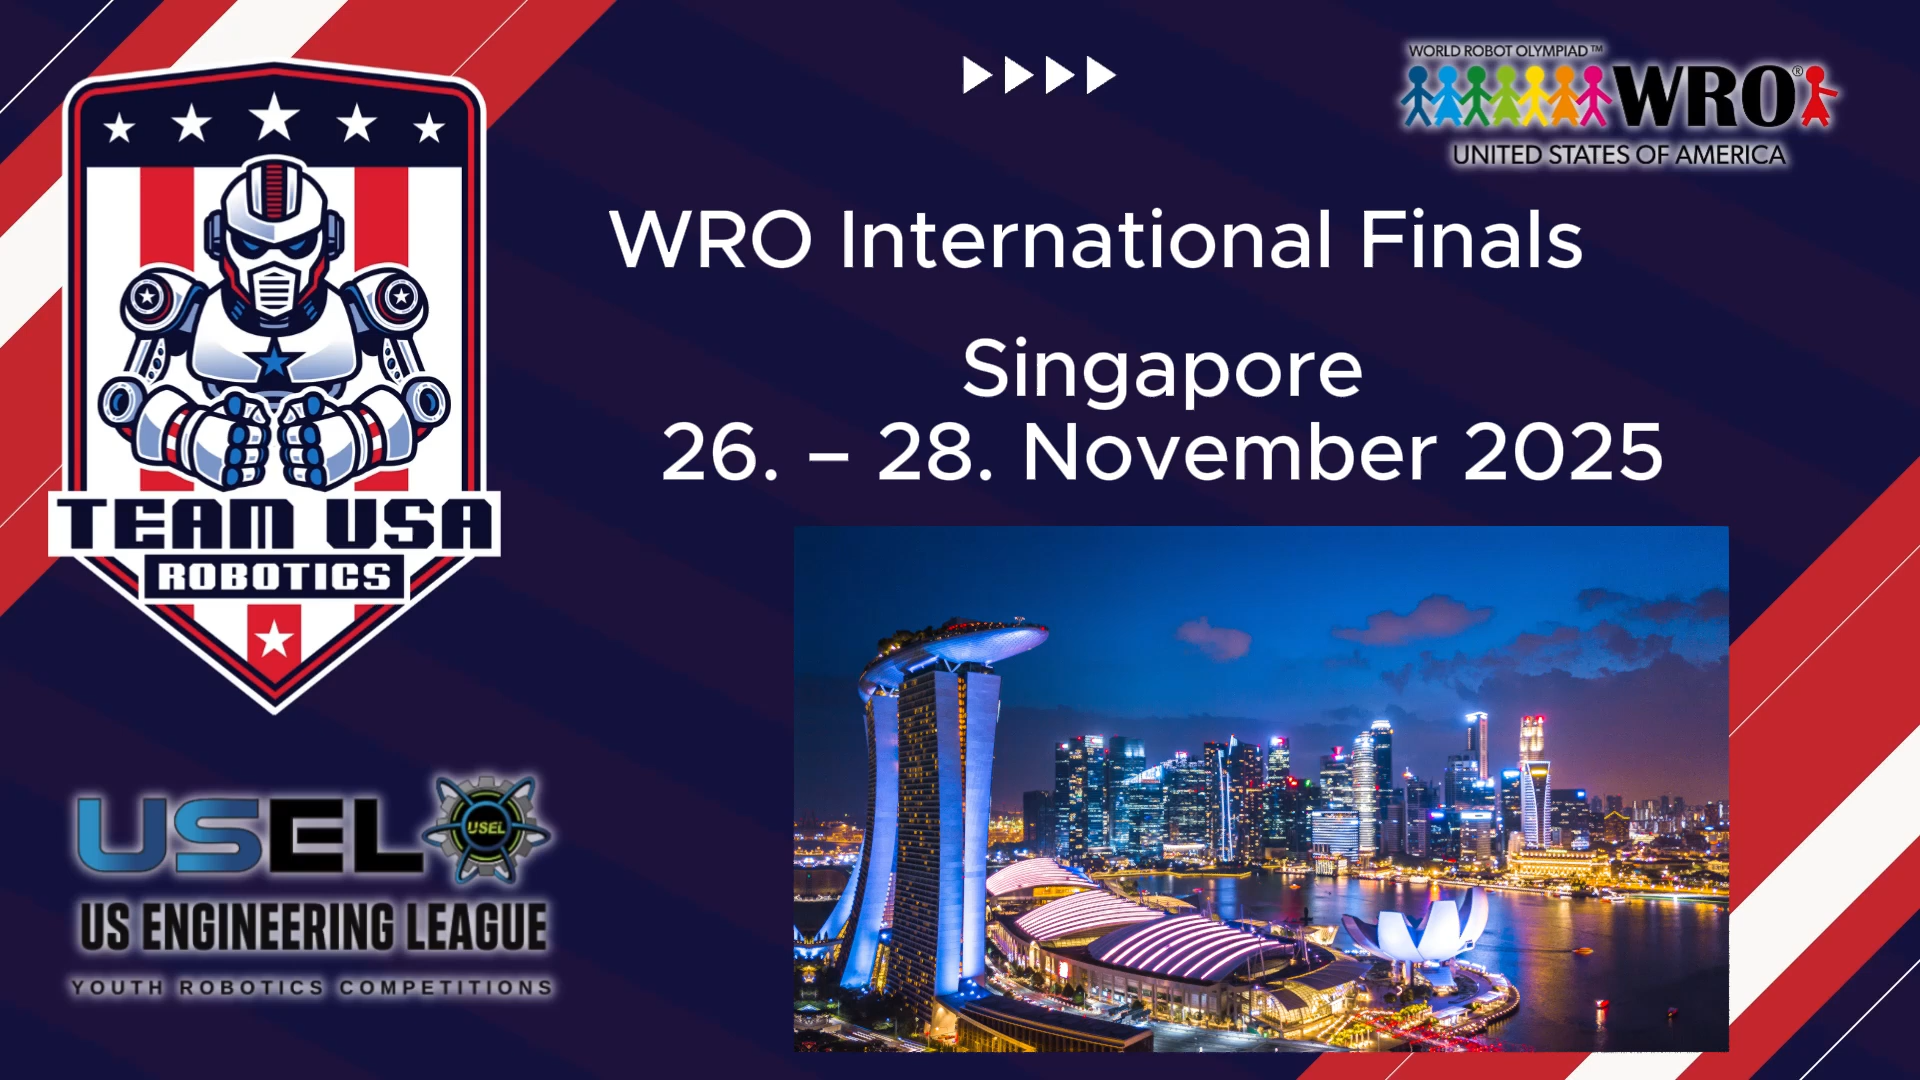 WORLD ROBOT OLYMPIAD™
WRO®
UNITED STATES OF AMERICA
WRO International Finals
Singapore
26. – 28. November 2025
TEAM USA
ROBOTICS
USEL
USEL
US ENGINEERING LEAGUE
YOUTH ROBOTICS COMPETITIONS